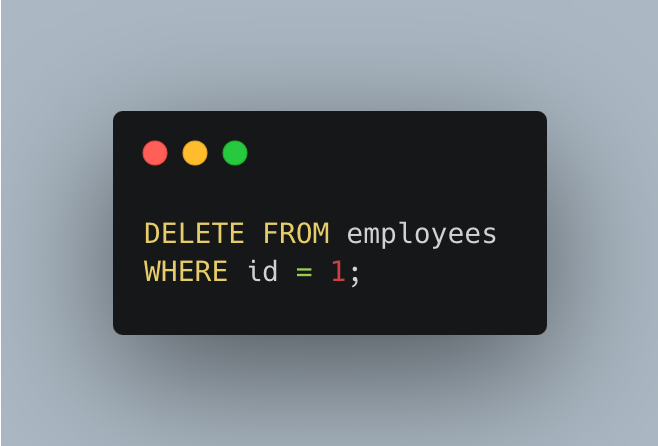 DELETE FROM employees
WHERE id = 1;